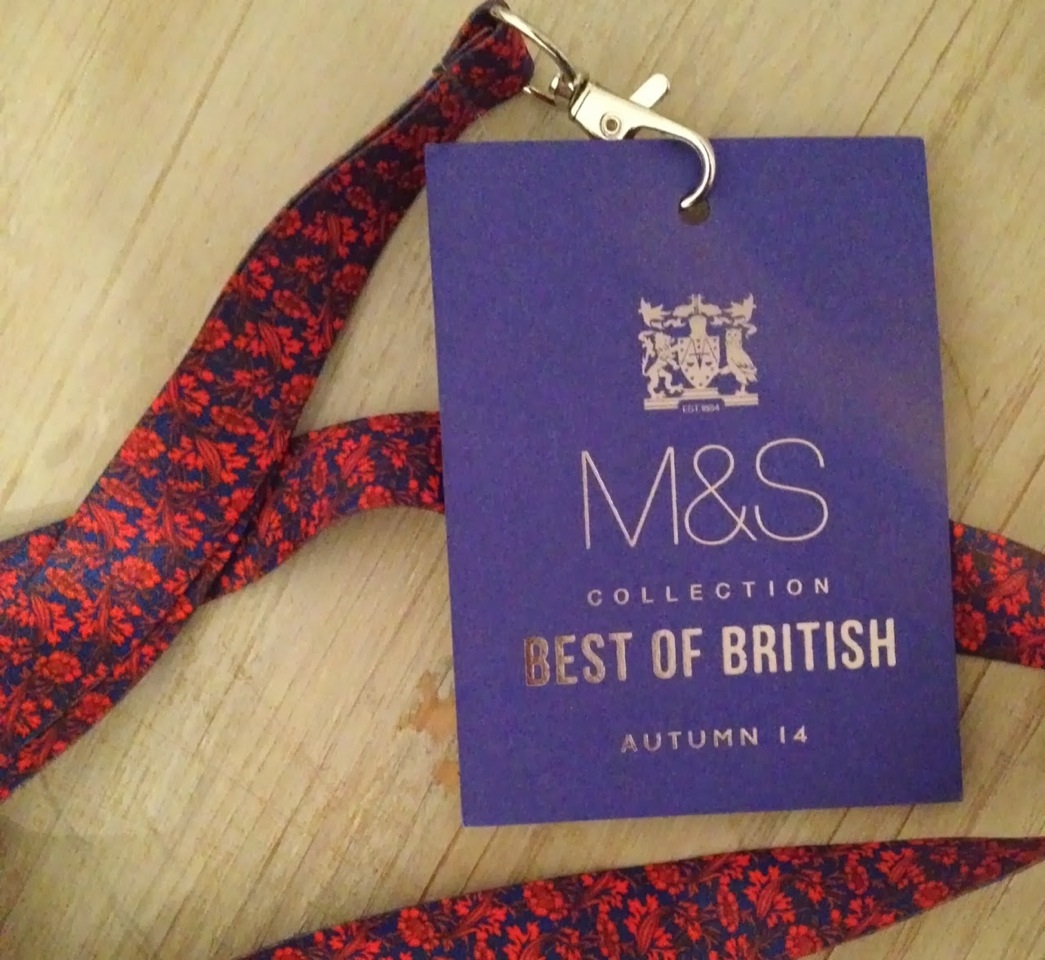 EST 1884
M&S
COLLECTION
BEST OF BRITISH
AUTUMN 14